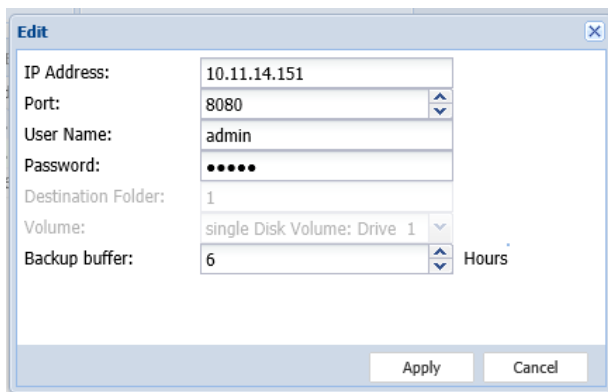 Edit
IP Address: 10.11.14.151
Port: 8080
User Name: admin
Password: •••••
Destination Folder: 1
Volume: single Disk Volume: Drive 1
Backup buffer: 6 Hours
Apply Cancel